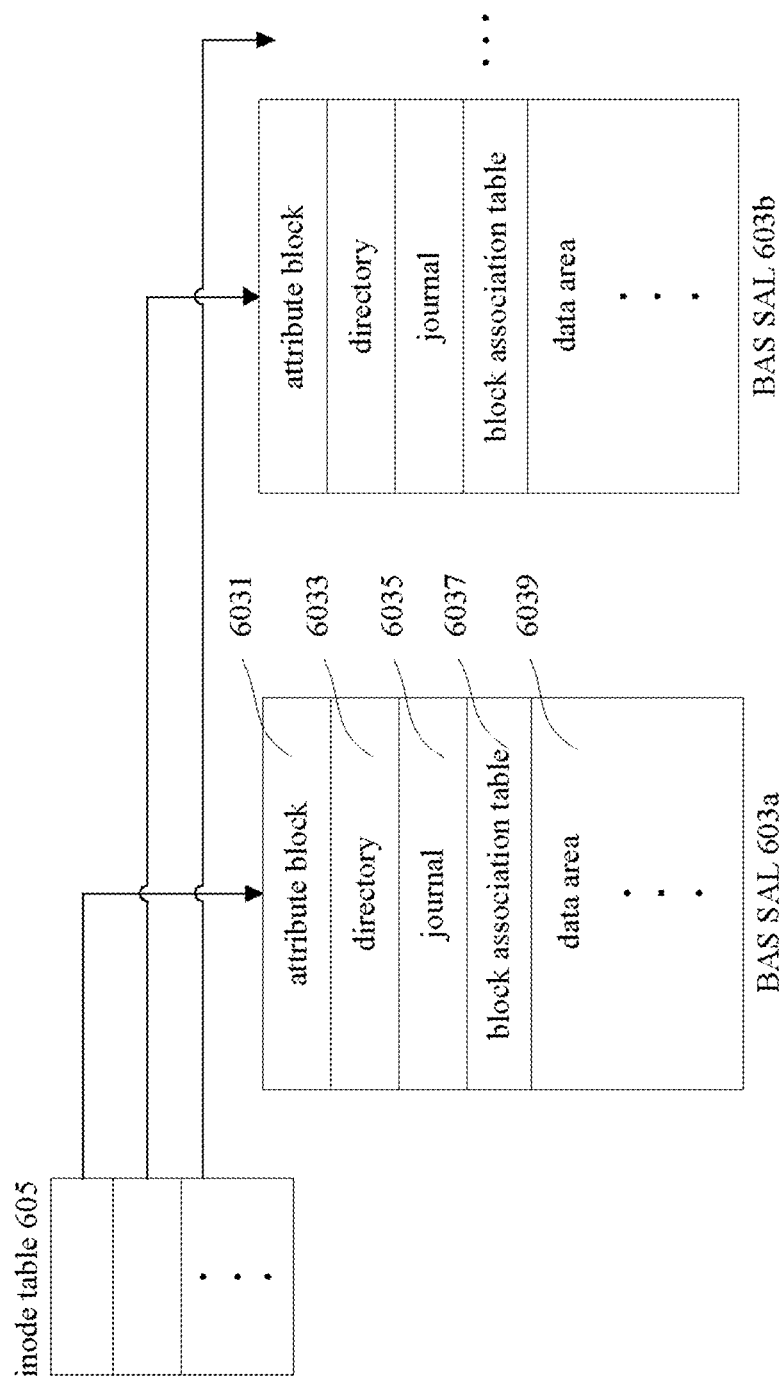 inode table 605
attribute block
directory
journal
block association table
data area
BAS SAL 603a
6031
6033
6035
6037
6039
attribute block
directory
journal
block association table
data area
BAS SAL 603b